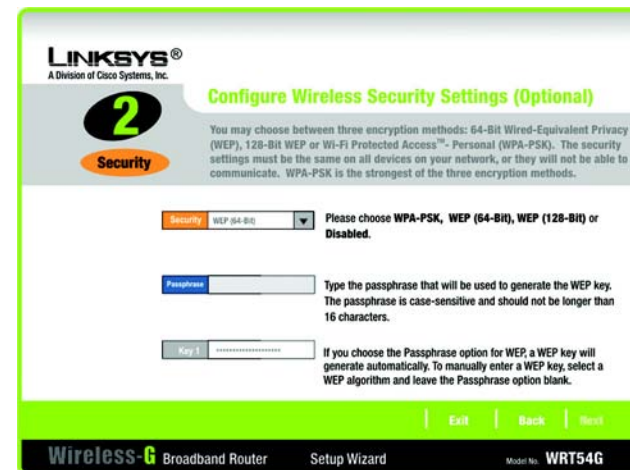 LINKSYS®
A Division of Cisco Systems, Inc.
2
Security
Configure Wireless Security Settings (Optional)
You may choose between three encryption methods: 64-Bit Wired-Equivalent Privacy
(WEP), 128-Bit WEP or Wi-Fi Protected Access™- Personal (WPA-PSK). The security
settings must be the same on all devices on your network, or they will not be able to
communicate. WPA-PSK is the strongest of the three encryption methods.
Security WEP (64-Bit)
Please choose WPA-PSK, WEP (64-Bit), WEP (128-Bit) or
Disabled.
Passphrase
Type the passphrase that will be used to generate the WEP key.
The passphrase is case-sensitive and should not be longer than
16 characters.
Key 1 ********************
If you choose the Passphrase option for WEP, a WEP key will
generate automatically. To manually enter a WEP key, select a
WEP algorithm and leave the Passphrase option blank.
Exit Back Next
Wireless-G Broadband Router Setup Wizard Model No. WRT54G